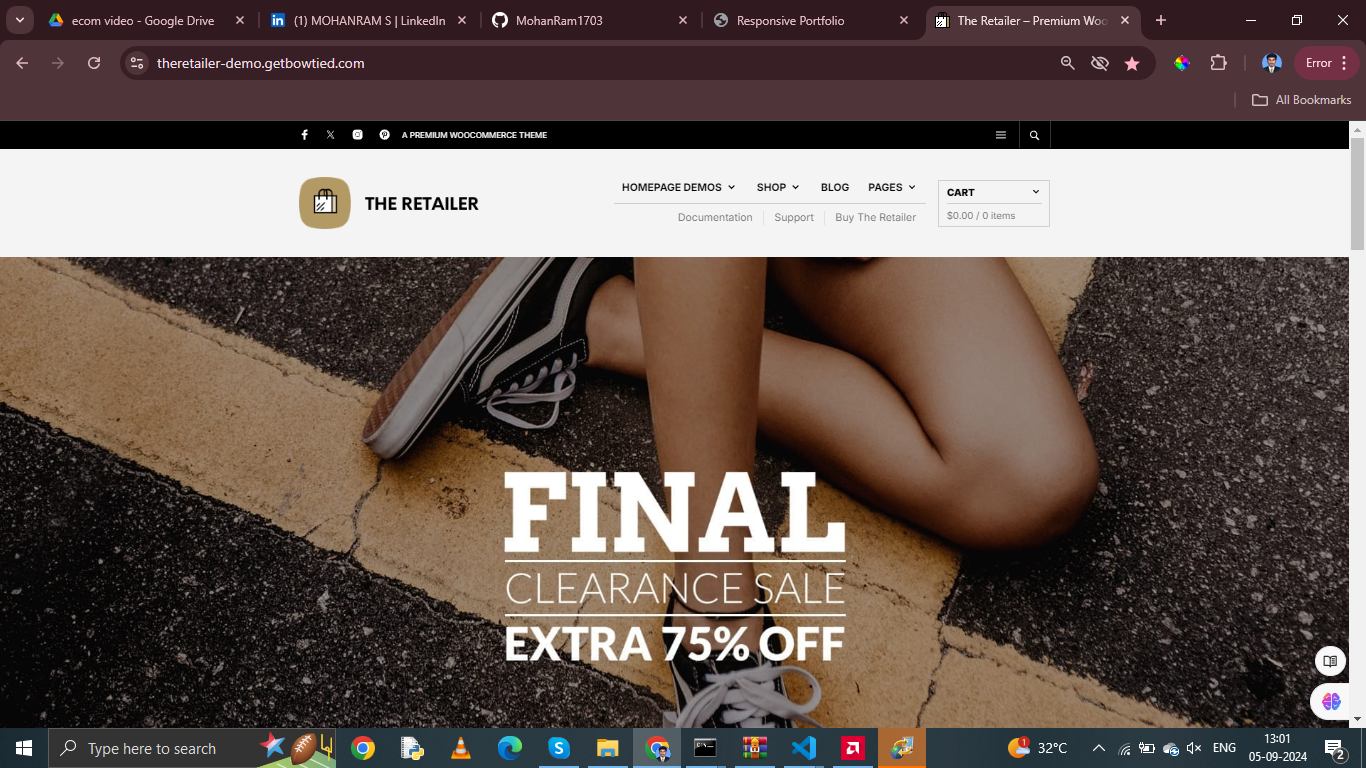 ecom video - Google Drive
(1) MOHANRAM S | LinkedIn
MohanRam1703
Responsive Portfolio
The Retailer – Premium Woo
theretailer-demo.getbowtied.com
Error
All Bookmarks
A PREMIUM WOOCOMMERCE THEME
THE RETAILER
HOMEPAGE DEMOS
SHOP
BLOG
PAGES
CART
Documentation
Support
Buy The Retailer
$0.00 / 0 items
FINAL
CLEARANCE SALE
EXTRA 75% OFF
Type here to search
1
32°C
ENG
13:01
05-09-2024
2